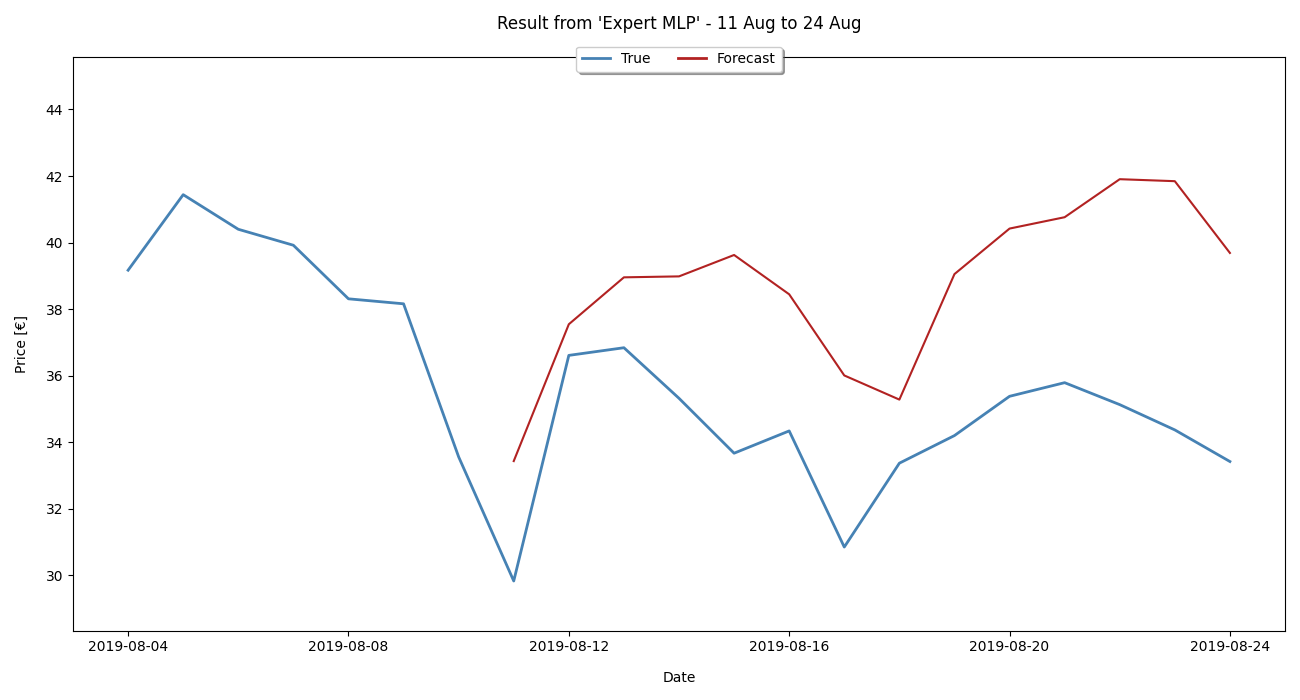 Result from 'Expert MLP' - 11 Aug to 24 Aug
True Forecast
44
42
40
38
36
34
32
30
Price [€]
2019-08-04 2019-08-08 2019-08-12 2019-08-16 2019-08-20 2019-08-24
Date